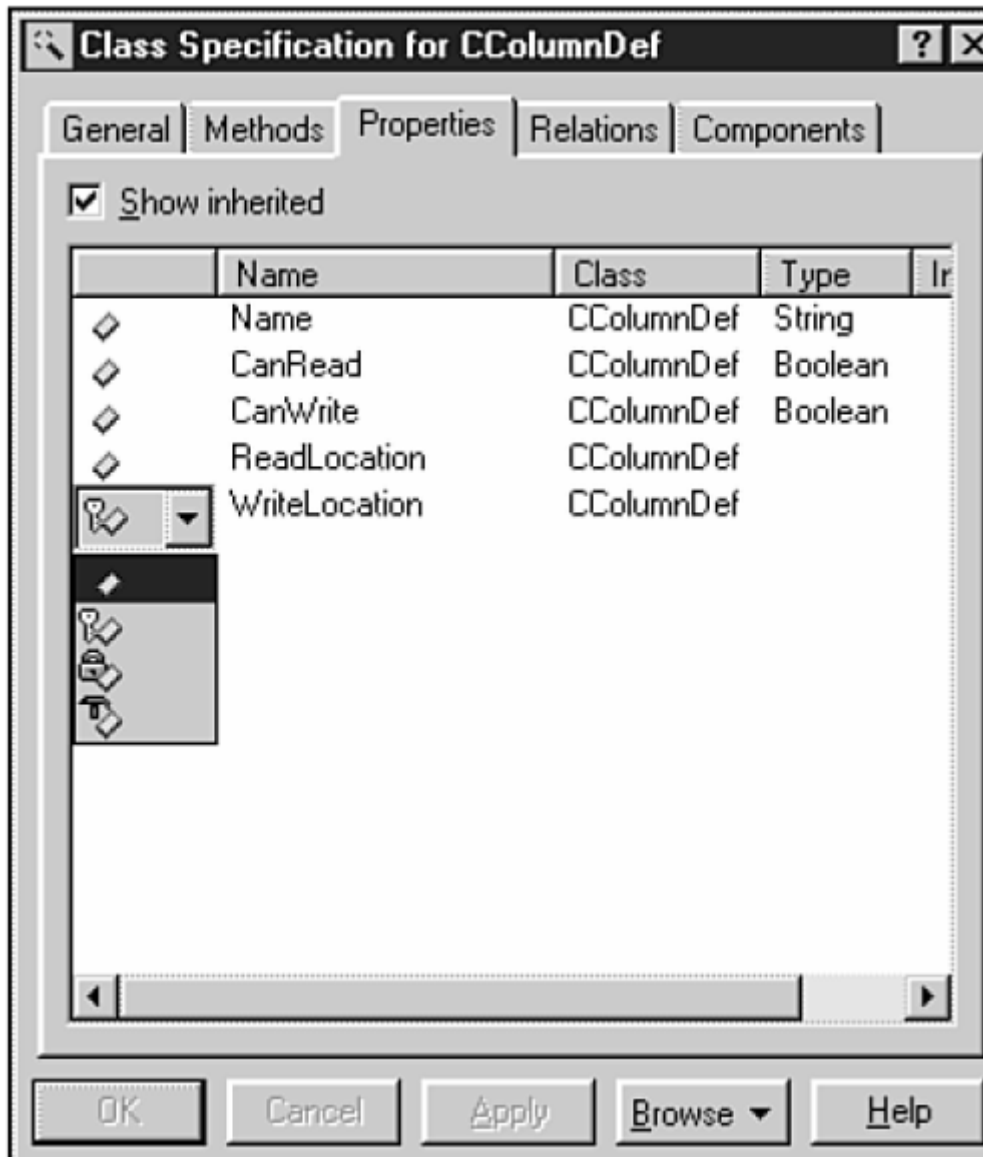 Class Specification for CColumnDef
General Methods Properties Relations Components
Show inherited
Name Class Type
Name CColumnDef String
CanRead CColumnDef Boolean
CanWrite CColumnDef Boolean
ReadLocation CColumnDef
WriteLocation CColumnDef
OK Cancel Apply Browse Help